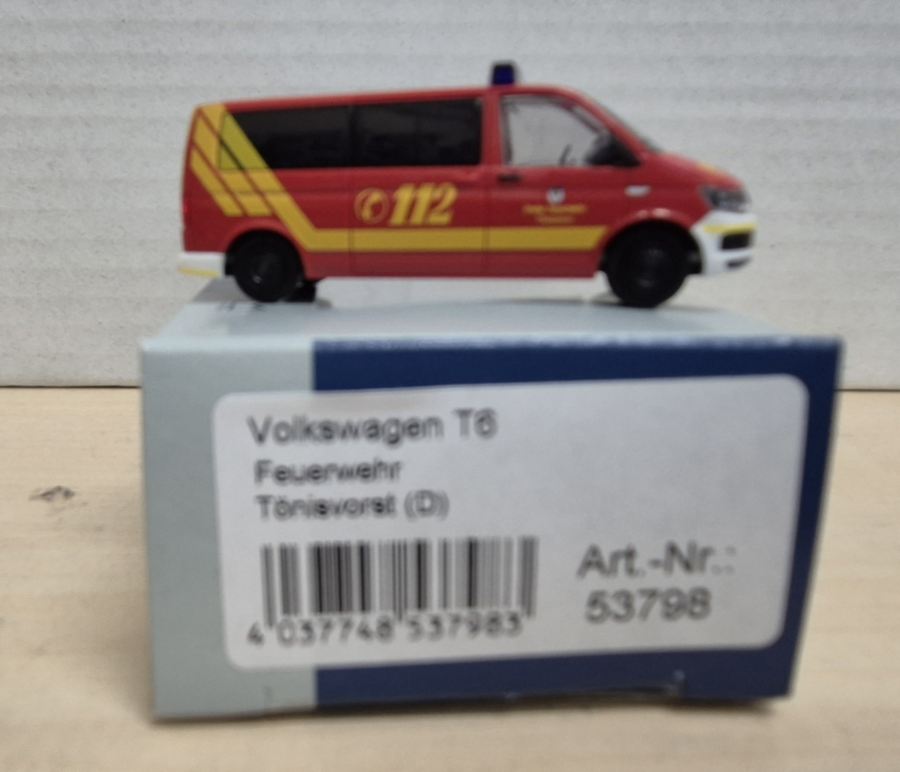 112
Volkswagen T6
Feuerwehr
Tönisvorst (D)
Art.-Nr.:
53798
4 037748 537983